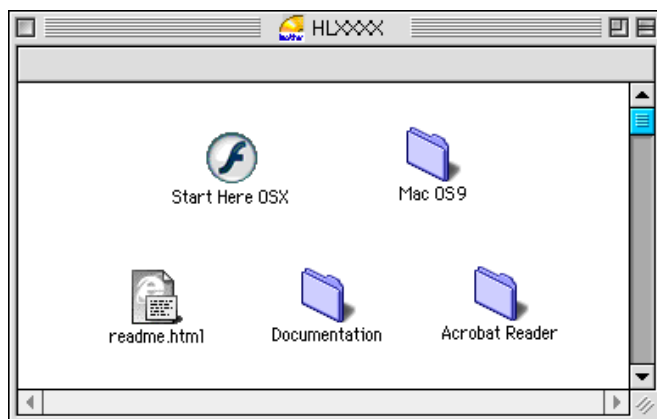 HLXXXX
Start Here OSX
Mac OS9
readme.html
Documentation
Acrobat Reader